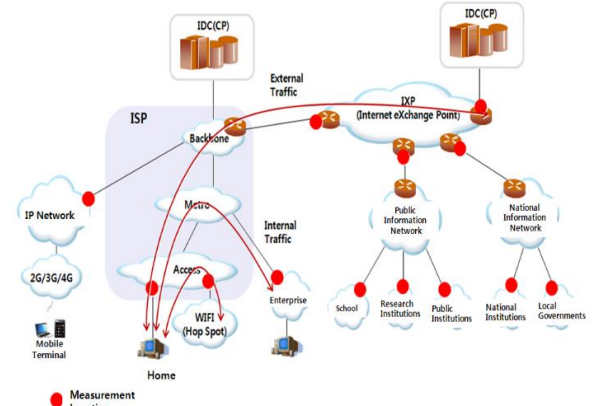 IDC(CP)
IDC(CP)
External
Traffic
IXP
(Internet eXchange Point)
ISP
Backbone
IP Network
Metro
Public
Information
Network
National
Information
Network
Internal
Traffic
2G/3G/4G
Access
Enterprise
WIFI
(Hop Spot)
School
Research
Institutions
Public
Institutions
National
Institutions
Local
Governments
Mobile
Terminal
Home
Measurement